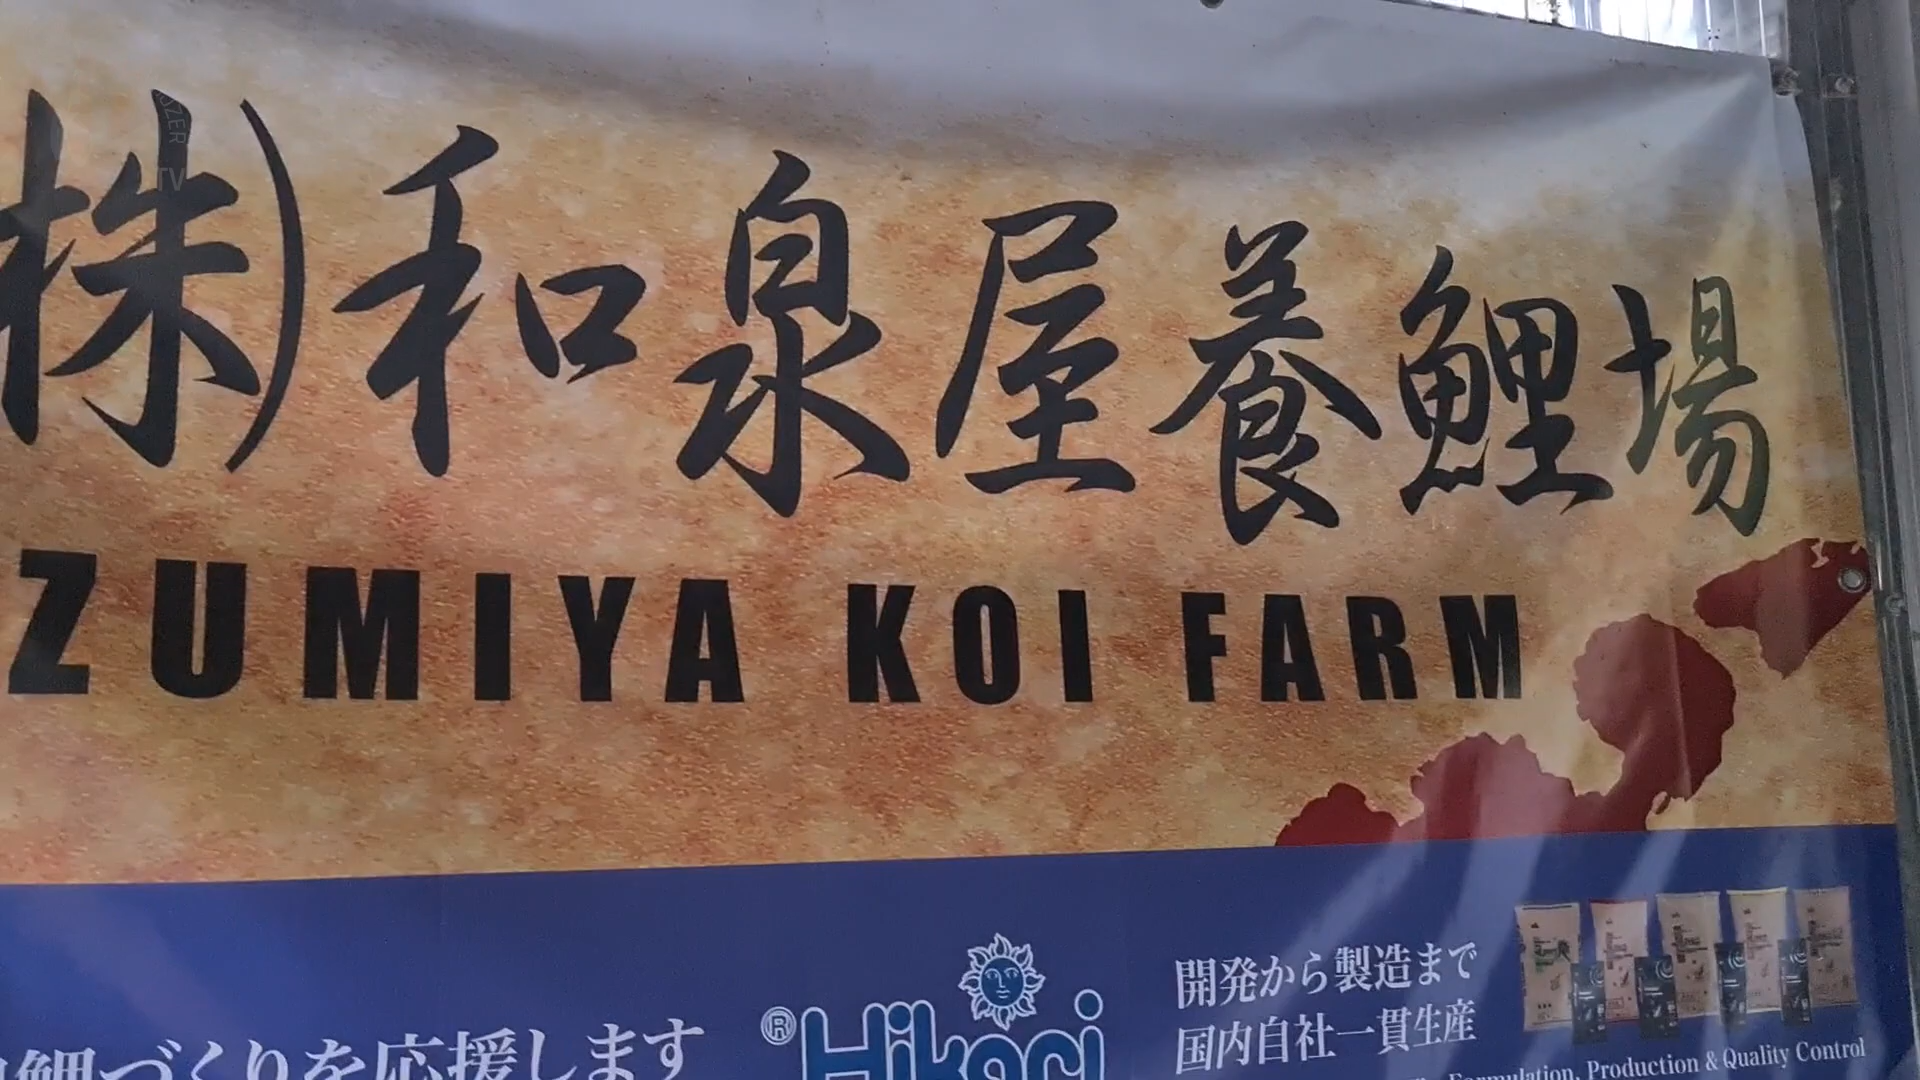 株)和泉屋養鯉場
ZUMIYA KOI FARM
鯉づくりを応援します
® Hikari
開発から製造まで
国内自社一貫生産
Formulation, Production & Quality Control
SZER
TV